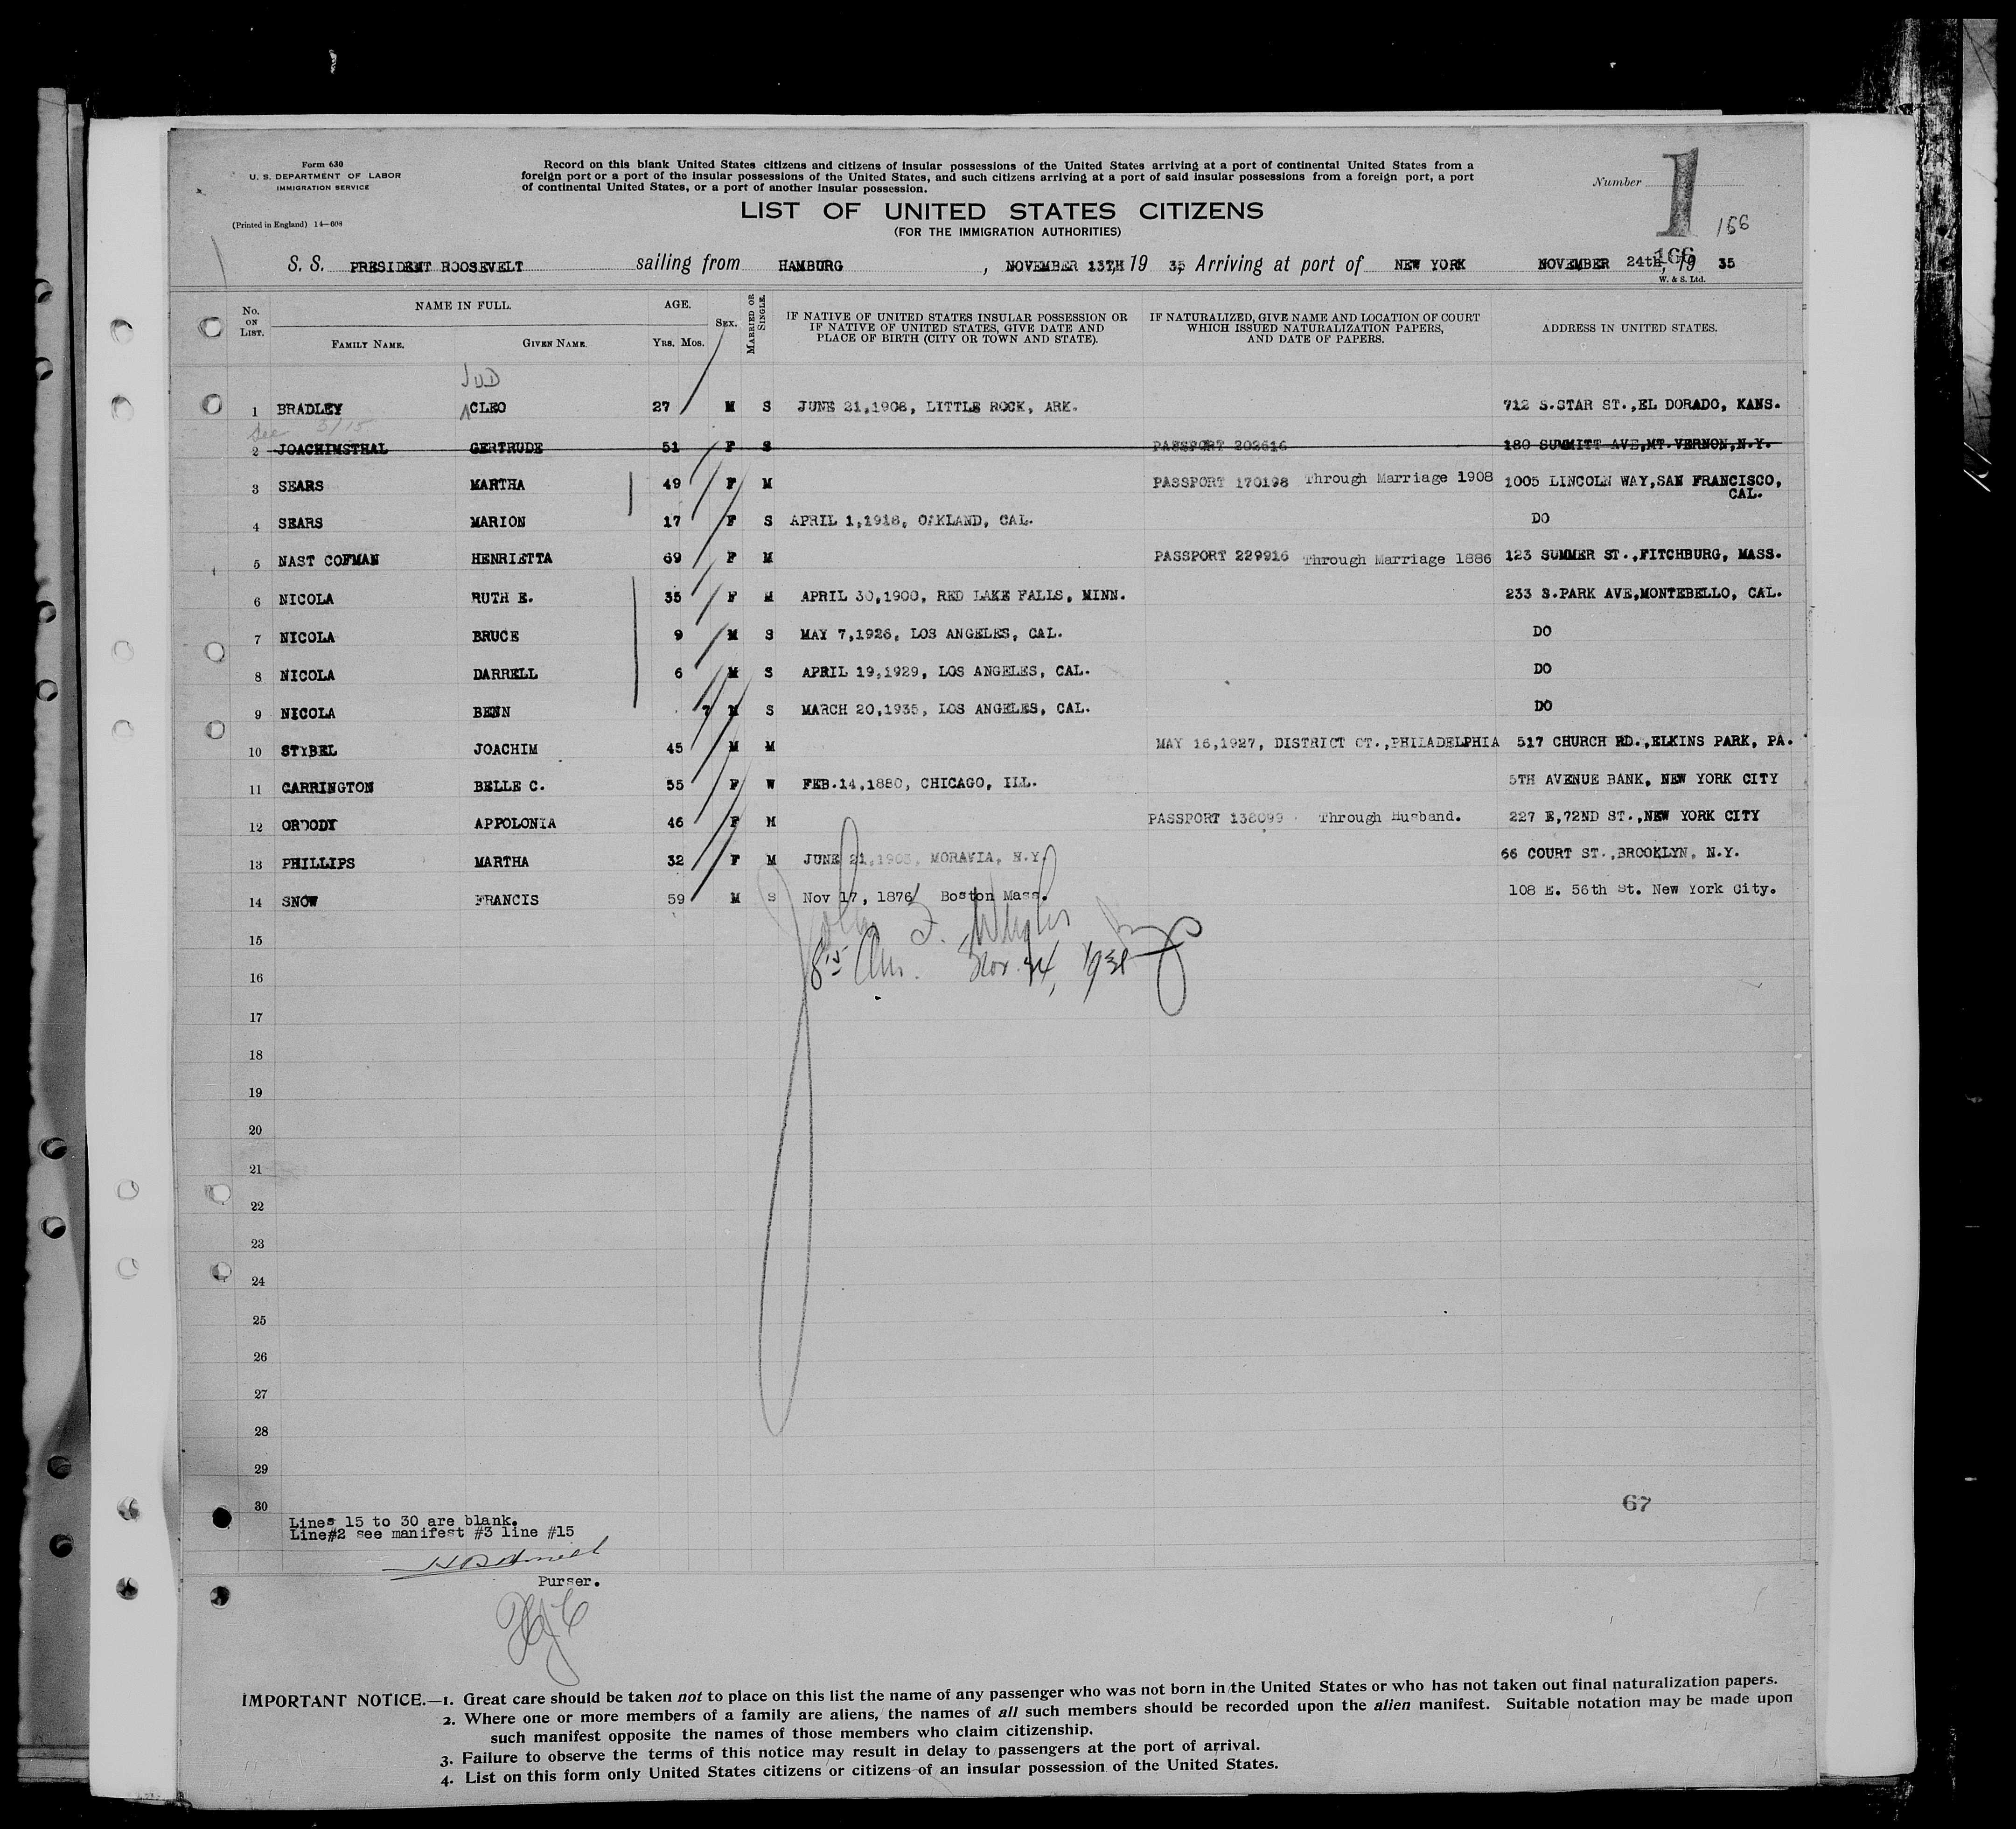 Form 630
U. S. DEPARTMENT OF LABOR
IMMIGRATION SERVICE
(Printed in England) 14—608
Record on this blank United States citizens and citizens of insular possessions of the United States arriving at a port of continental United States from a
foreign port or a port of the insular possessions of the United States, and such citizens arriving at a port of said insular possessions from a foreign port, a port
of continental United States, or a port of another insular possession.
Number 1
166
LIST OF UNITED STATES CITIZENS
(FOR THE IMMIGRATION AUTHORITIES)
166
S. S. PRESIDENT ROOSEVELT sailing from HAMBURG, NOVEMBER 13TH, 19 35, Arriving at port of NEW YORK NOVEMBER 24th, 19 35
W. & S. Ltd.
No. ON LIST. NAME IN FULL. FAMILY NAME. GIVEN NAME. AGE. YRS. MOS. SEX. MARRIED OR SINGLE. IF NATIVE OF UNITED STATES INSULAR POSSESSION OR IF NATIVE OF UNITED STATES, GIVE DATE AND PLACE OF BIRTH (CITY OR TOWN AND STATE). IF NATURALIZED, GIVE NAME AND LOCATION OF COURT WHICH ISSUED NATURALIZATION PAPERS, AND DATE OF PAPERS. ADDRESS IN UNITED STATES.
JUD
1 BRADLEY CLEO 27 M S JUNE 21,1908, LITTLE ROCK, ARK. 712 S.STAR ST.,EL DORADO, KANS.
See 3/15
2 JOACHIMSTHAL GERTRUDE 51 F S PASSPORT 202616 180 SUMMITT AVE,MT.VERNON,N.Y.
3 SEARS MARTHA 49 F M PASSPORT 170198 Through Marriage 1908 1005 LINCOLN WAY,SAN FRANCISCO,
CAL.
4 SEARS MARION 17 F S APRIL 1,1918, OAKLAND, CAL. DO
5 NAST COFMAN HENRIETTA 69 F M PASSPORT 229916 Through Marriage 1886 123 SUMMER ST.,FITCHBURG, MASS.
6 NICOLA RUTH E. 35 F M APRIL 30,1900, RED LAKE FALLS, MINN. 233 S.PARK AVE,MONTEBELLO, CAL.
7 NICOLA BRUCE 9 M S MAY 7,1926, LOS ANGELES, CAL. DO
8 NICOLA DARRELL 6 M S APRIL 19,1929, LOS ANGELES, CAL. DO
9 NICOLA BENN 7 M S MARCH 20,1935, LOS ANGELES, CAL. DO
10 STYBEL JOACHIM 45 M M MAY 16,1927, DISTRICT CT.,PHILADELPHIA 517 CHURCH RD.,ELKINS PARK, PA.
11 CARRINGTON BELLE C. 55 F W FEB.14,1880, CHICAGO, ILL. 5TH AVENUE BANK, NEW YORK CITY
12 ORDODY APPOLONIA 46 F M PASSPORT 138099 Through Husband. 227 E,72ND ST.,NEW YORK CITY
13 PHILLIPS MARTHA 32 F M JUNE 21,1903, MORAVIA, N.Y. 66 COURT ST.,BROOKLYN, N.Y.
14 SNOW FRANCIS 59 M S Nov 17, 1876 Boston Mass. 108 E. 56th St. New York City.
15
16 8 15 Am. Nov. 24, 1935
17
18
19
20
21
22
23
24
25
26
27
28
29
30
67
Lines 15 to 30 are blank.
Line#2 see manifest #3 line #15
Purser.
IMPORTANT NOTICE.—1. Great care should be taken not to place on this list the name of any passenger who was not born in the United States or who has not taken out final naturalization papers.
2. Where one or more members of a family are aliens, the names of all such members should be recorded upon the alien manifest. Suitable notation may be made upon
such manifest opposite the names of those members who claim citizenship.
3. Failure to observe the terms of this notice may result in delay to passengers at the port of arrival.
4. List on this form only United States citizens or citizens of an insular possession of the United States.